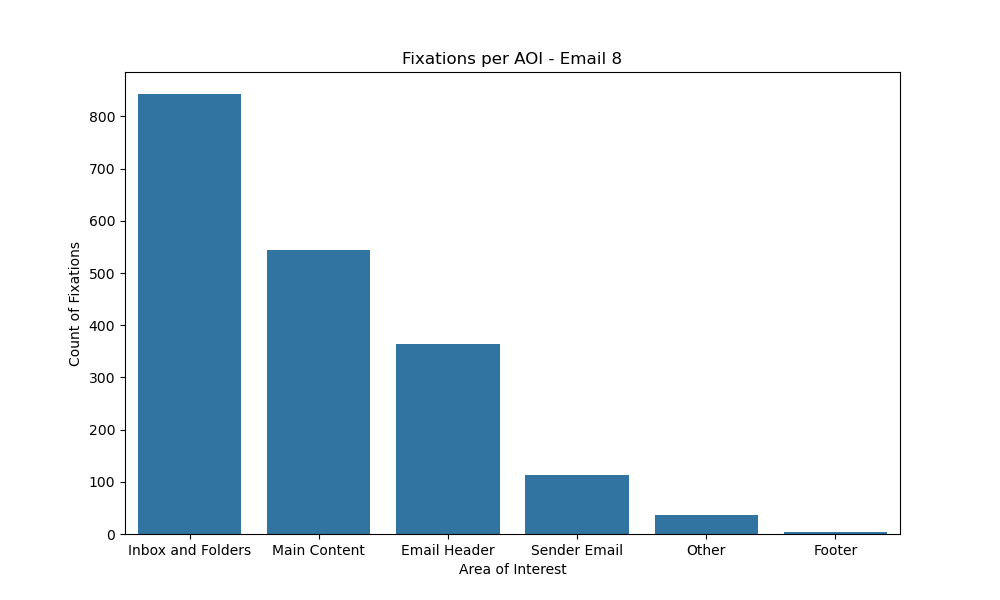 Fixations per AOI - Email 8
Count of Fixations
800
700
600
500
400
300
200
100
0
Inbox and Folders Main Content Email Header Sender Email Other Footer
Area of Interest